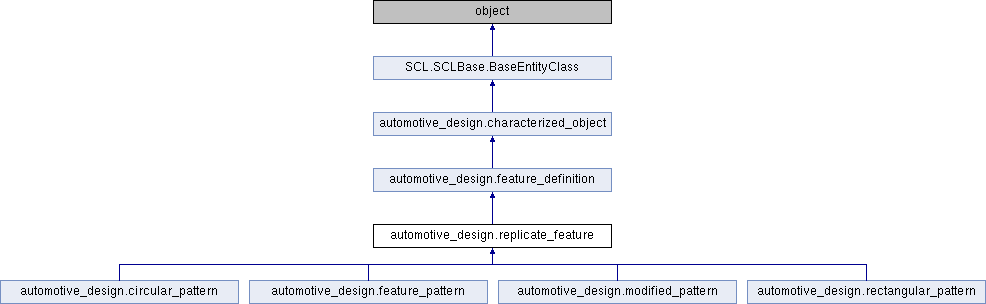 object
SCL.SCLBase.BaseEntityClass
automotive_design.characterized_object
automotive_design.feature_definition
automotive_design.replicate_feature
automotive_design.circular_pattern
automotive_design.feature_pattern
automotive_design.modified_pattern
automotive_design.rectangular_pattern